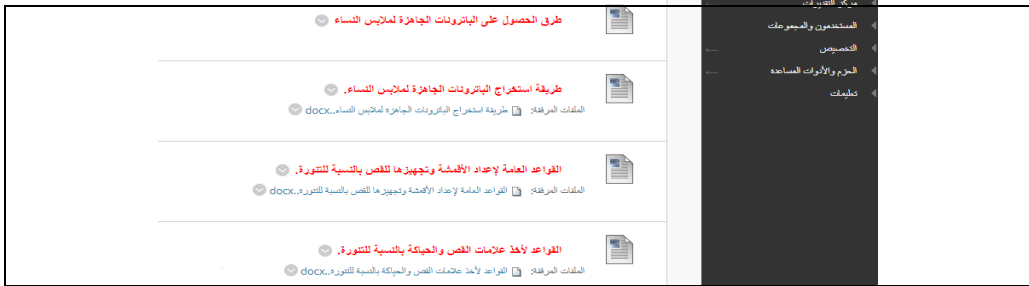 مركز التقديرات
المستخدمون والمجموعات
التخصيص
الحزم والأدوات المساعدة
تعليمات
طرق الحصول على الباترونات الجاهزة لملابس النساء
طريقة استخراج الباترونات الجاهزة لملابس النساء.
الملفات المرفقة: طريقة استخراج الباترونات الجاهزة لملابس النساء..docx
القواعد العامة لإعداد الأقمشة وتجهيزها للقص بالنسبة للتنورة.
الملفات المرفقة: القواعد العامة لإعداد الأقمشة وتجهيزها للقص بالنسبة للتنورة..docx
القواعد لأخذ علامات القص والحياكة بالنسبة للتنورة.
الملفات المرفقة: القواعد لأخذ علامات القص والحياكة بالنسبة للتنورة..docx